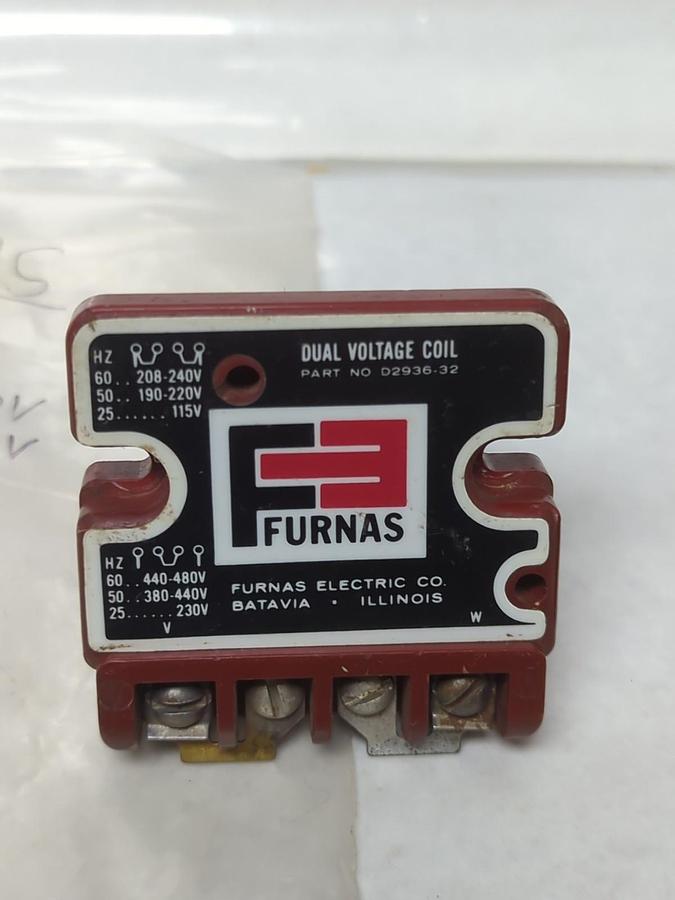 HZ
60.. 208-240V
50.. 190-220V
25...... 115V
DUAL VOLTAGE COIL
PART NO D2936-32
FURNAS
HZ
60.. 440-480V
50.. 380-440V
25...... 230V
V
FURNAS ELECTRIC CO.
BATAVIA • ILLINOIS
W